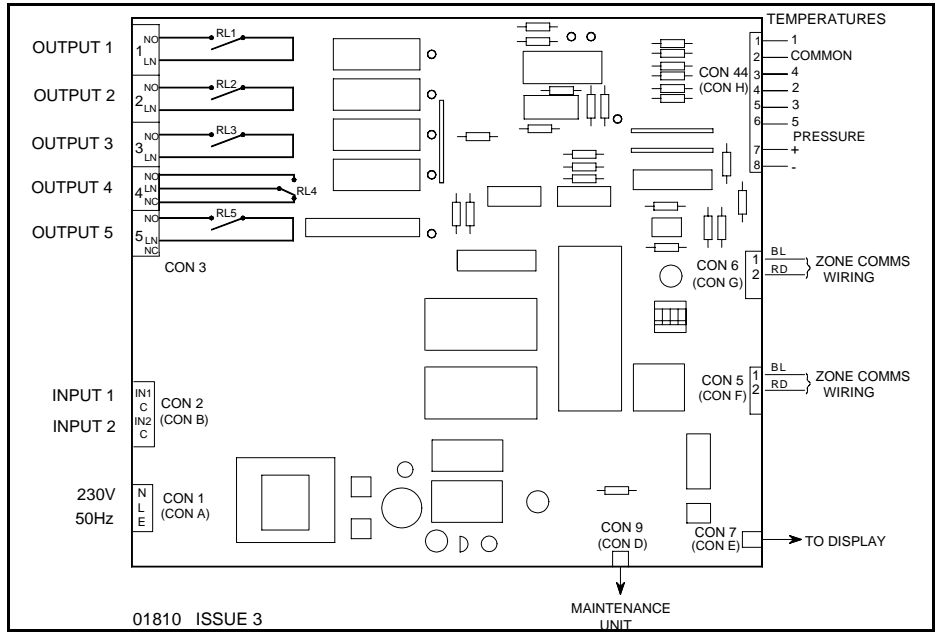 OUTPUT 1
1
NO
LN
RL1
OUTPUT 2
2
NO
LN
RL2
OUTPUT 3
3
NO
LN
RL3
OUTPUT 4
4
NO
LN
NC
RL4
OUTPUT 5
5
NO
LN
NC
RL5
CON 3
TEMPERATURES
1 1
2 COMMON
3 4
4 2
5 3
6 5
PRESSURE
7 +
8 -
CON 44
(CON H)
CON 6
(CON G)
1 BL
2 RD
ZONE COMMS
WIRING
CON 5
(CON F)
1 BL
2 RD
ZONE COMMS
WIRING
INPUT 1
INPUT 2
IN1
C
IN2
C
CON 2
(CON B)
230V
50Hz
N
L
E
CON 1
(CON A)
CON 9
(CON D)
CON 7
(CON E)
TO DISPLAY
MAINTENANCE
UNIT
01810 ISSUE 3